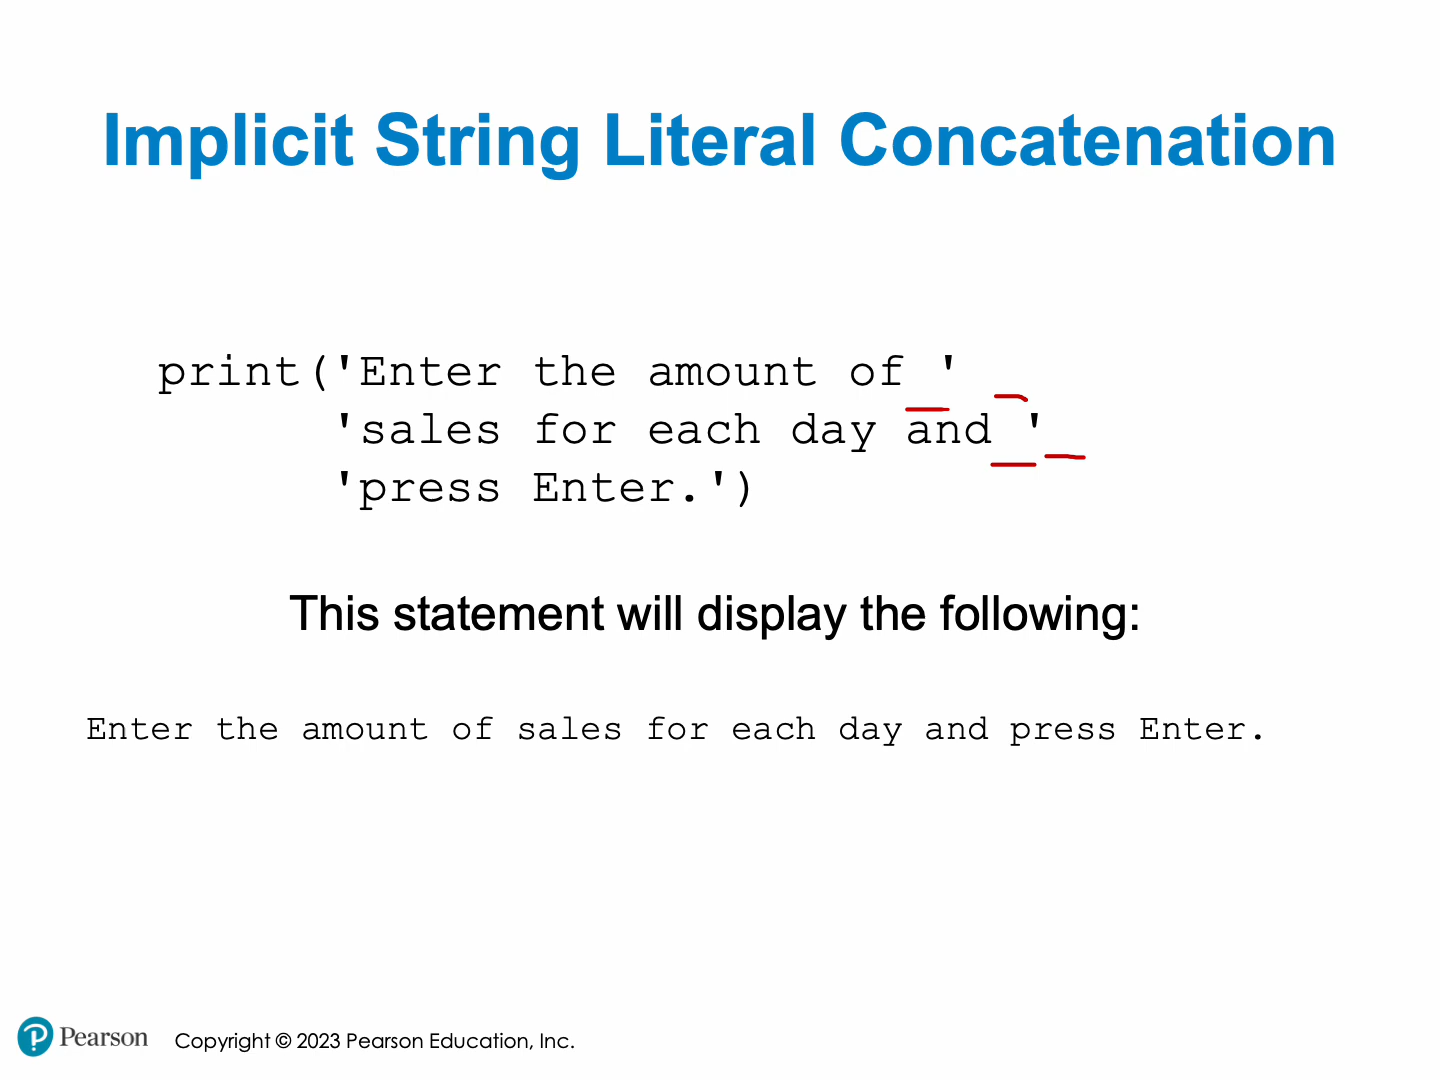 Implicit String Literal Concatenation
print('Enter the amount of '
'sales for each day and '
'press Enter.')
This statement will display the following:
Enter the amount of sales for each day and press Enter.
Pearson Copyright © 2023 Pearson Education, Inc.